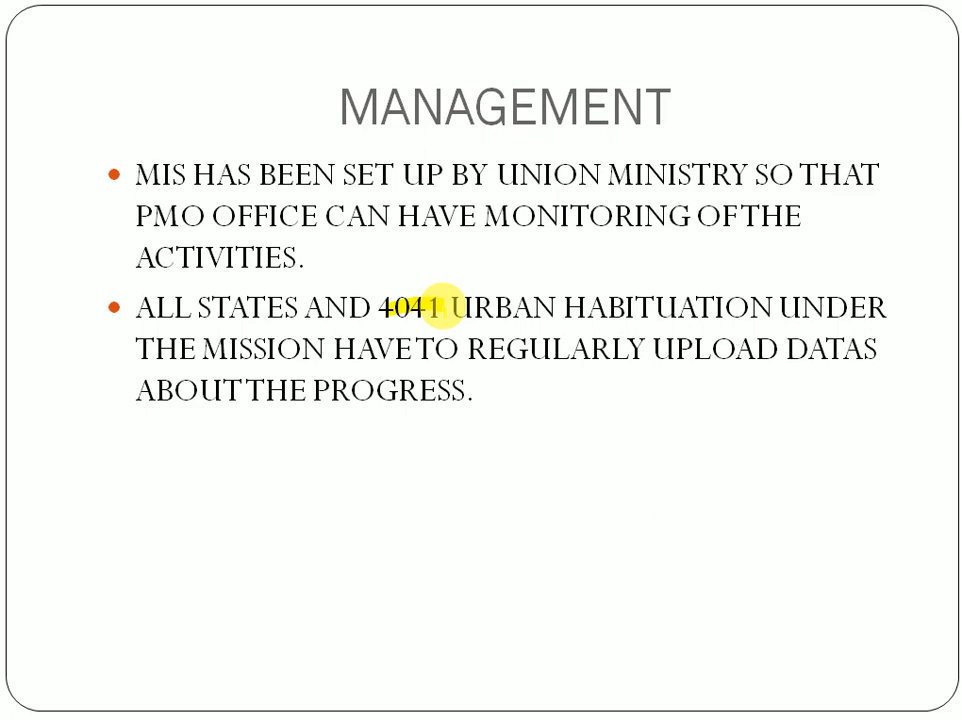 MANAGEMENT
• MIS HAS BEEN SET UP BY UNION MINISTRY SO THAT
PMO OFFICE CAN HAVE MONITORING OF THE
ACTIVITIES.
• ALL STATES AND 4041 URBAN HABITUATION UNDER
THE MISSION HAVE TO REGULARLY UPLOAD DATAS
ABOUT THE PROGRESS.